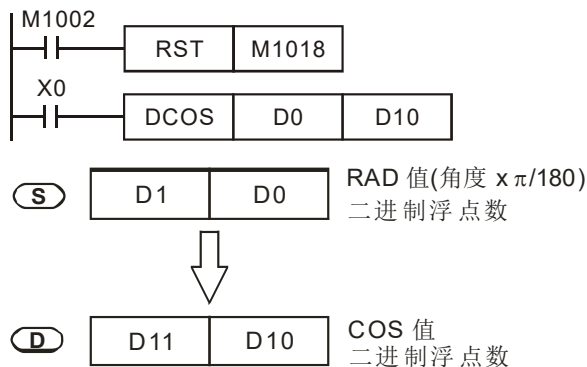 M1002
RST M1018
X0
DCOS D0 D10
S D1 D0 RAD 值(角度 x π/180)
二进制浮点数
D D11 D10 COS 值
二进制浮点数